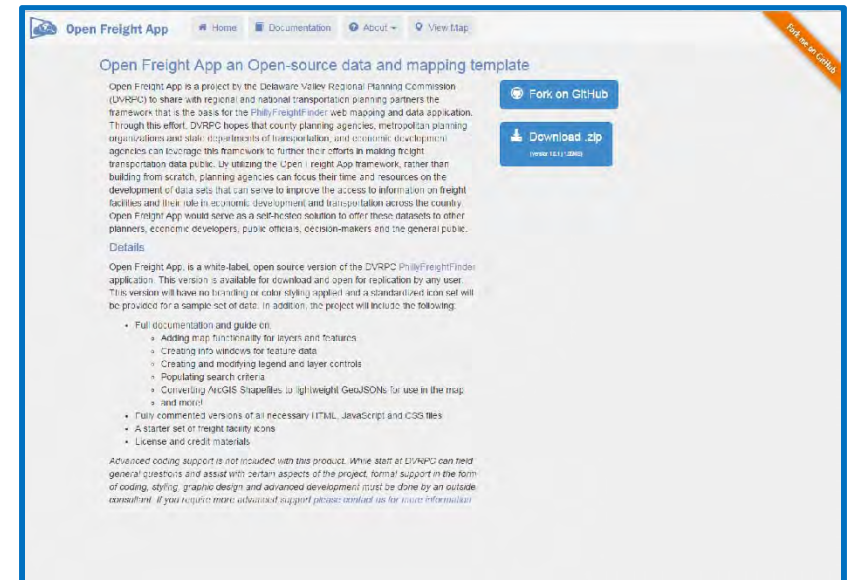 Open Freight App
Home
Documentation
About
View Map
Fork me on GitHub
Open Freight App an Open-source data and mapping template
Open Freight App is a project by the Delaware Valley Regional Planning Commission
(DVRPC) to share with regional and national transportation planning partners the
framework that is the basis for the PhillyFreightFinder web mapping and data application.
Through this effort, DVRPC hopes that county planning agencies, metropolitan planning
organizations and state departments of transportation, and economic development
agencies can leverage this framework to further their efforts in making freight
transportation data public. By utilizing the Open Freight App framework, rather than
building from scratch, planning agencies can focus their time and resources on the
development of data sets that can serve to improve the access to information on freight
facilities and their role in economic development and transportation across the country.
Open Freight App would serve as a self-hosted solution to offer these datasets to other
planners, economic developers, public officials, decision-makers and the general public.
Fork on GitHub
Download .zip
Details
Open Freight App, is a white-label, open source version of the DVRPC PhillyFreightFinder
application. This version is available for download and open for replication by any user.
This version will have no branding or color styling applied and a standardized icon set will
be provided for a sample set of data. In addition, the project will include the following:
Full documentation and guide on:
Adding map functionality for layers and features
Creating info windows for feature data
Creating and modifying legend and layer controls
Populating search criteria
Converting ArcGIS Shapefiles to lightweight GeoJSONs for use in the map
and more!
Fully commented versions of all necessary HTML, JavaScript and CSS files
A starter set of freight facility icons
License and credit materials
Advanced coding support is not included with this product. While staff at DVRPC can field
general questions and assist with certain aspects of the project, formal support in the form
of coding, styling, graphic design and advanced development must be done by an outside
consultant. If you require more advanced support please contact us for more information